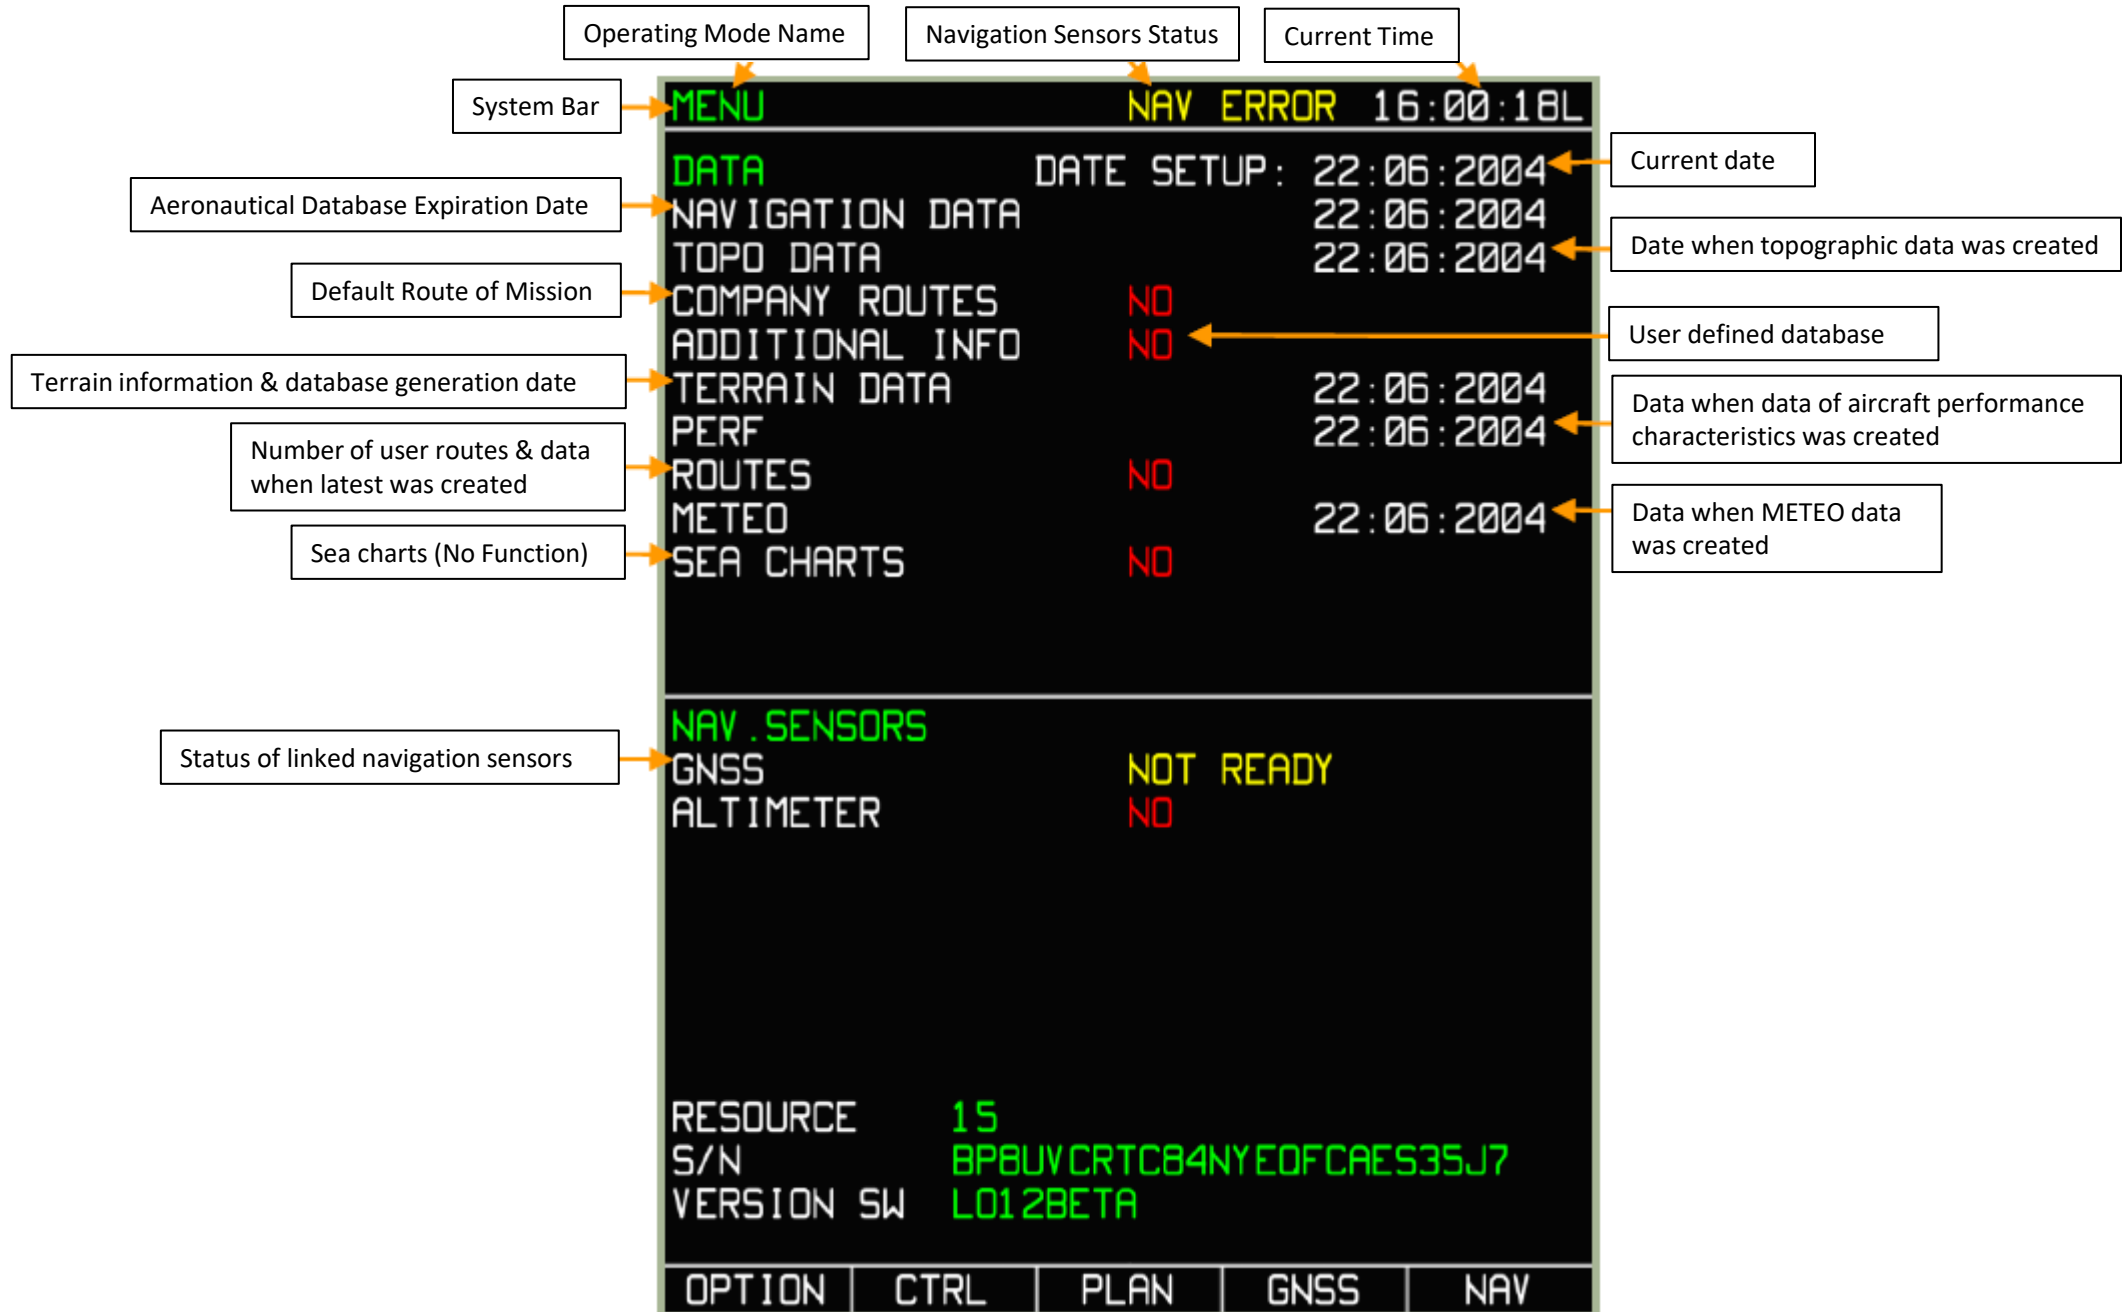 Operating Mode Name
Navigation Sensors Status
Current Time
System Bar
MENU NAV ERROR 16:00:18L
DATA DATE SETUP: 22:06:2004
Current date
Aeronautical Database Expiration Date
NAVIGATION DATA 22:06:2004
TOPO DATA 22:06:2004
Date when topographic data was created
Default Route of Mission
COMPANY ROUTES NO
ADDITIONAL INFO NO
User defined database
Terrain information & database generation date
TERRAIN DATA 22:06:2004
PERF 22:06:2004
Data when data of aircraft performance
characteristics was created
Number of user routes & data
when latest was created
ROUTES NO
METEO 22:06:2004
Data when METEO data
was created
Sea charts (No Function)
SEA CHARTS NO
NAV.SENSORS
Status of linked navigation sensors
GNSS NOT READY
ALTIMETER NO
RESOURCE 15
S/N BP8UVCRTC84NYEQFCAES35J7
VERSION SW L012BETA
OPTION CTRL PLAN GNSS NAV